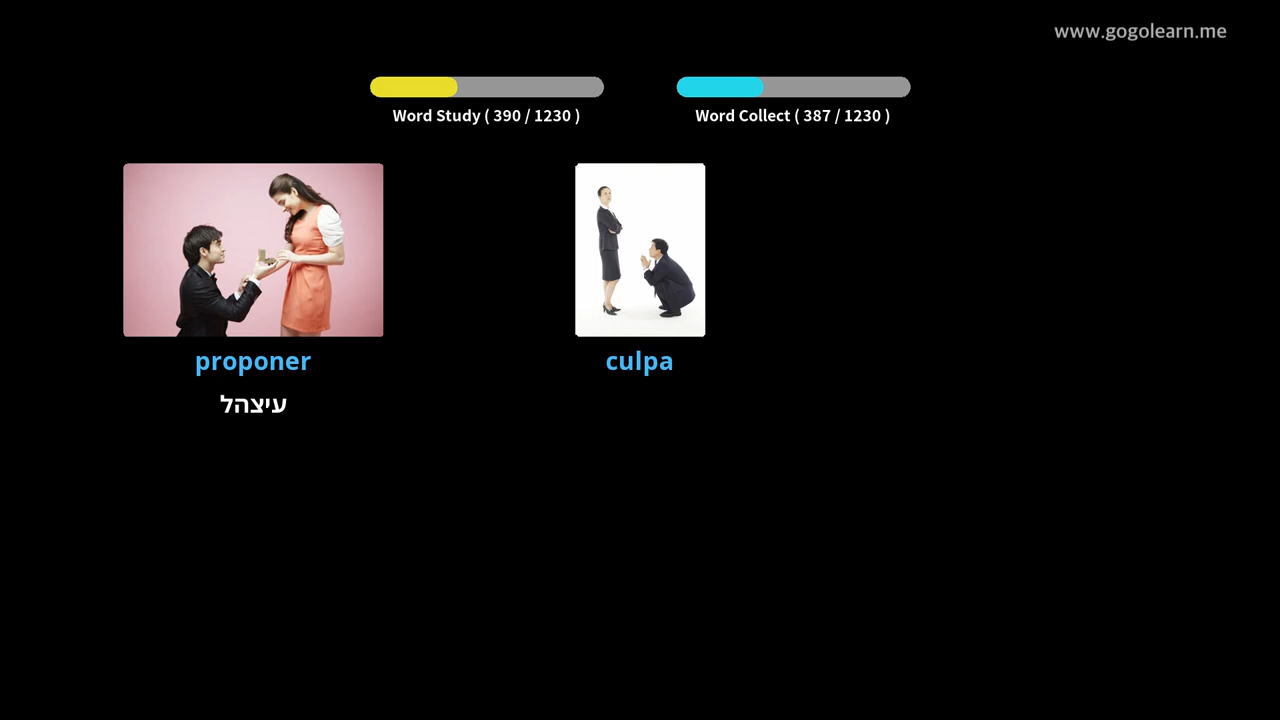 www.gogolearn.me
Word Study ( 390 / 1230 )
Word Collect ( 387 / 1230 )
proponer
culpa
עיצהל